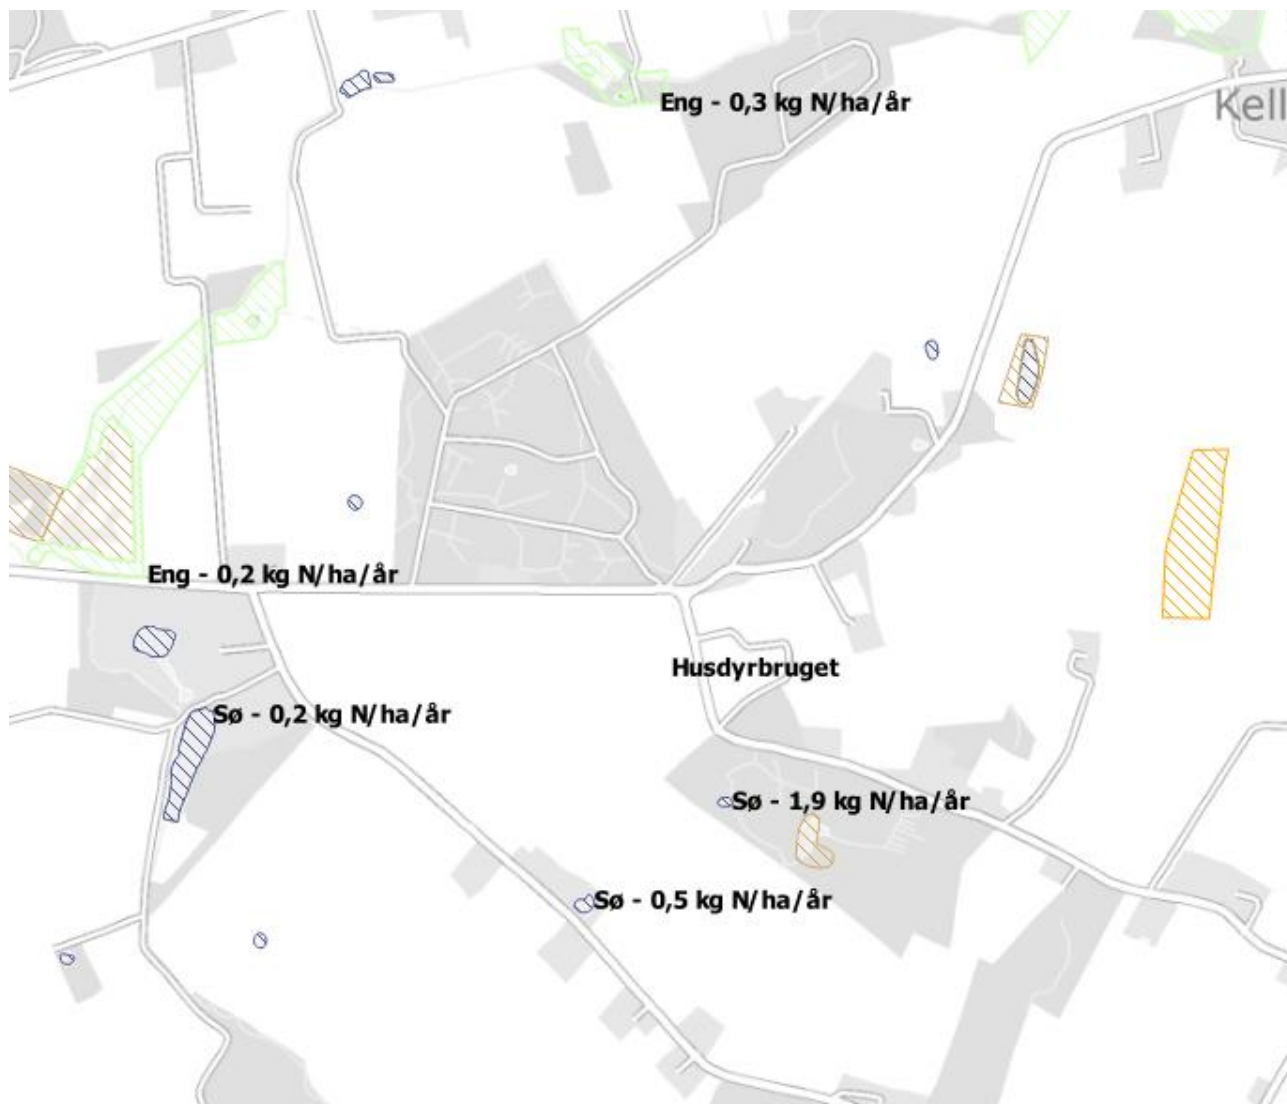 Eng - 0,3 kg N/ha/år
Kell
Eng - 0,2 kg N/ha/år
Husdyrbruget
Sø - 0,2 kg N/ha/år
Sø - 1,9 kg N/ha/år
Sø - 0,5 kg N/ha/år